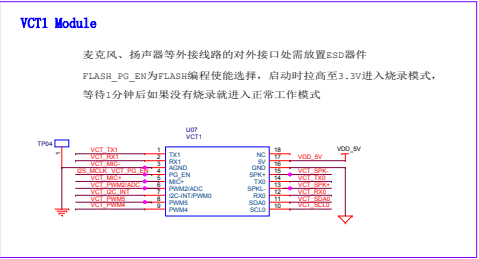 VCT1 Module
麦克风、扬声器等外接线路的对外接口处需放置ESD器件
FLASH_PG_EN为FLASH编程使能选择，启动时拉高至3.3V进入烧录模式，
等待1分钟后如果没有烧录就进入正常工作模式
U07
VCT1
TP04
VCT_TX1 1 TX1
VCT_RX1 2 RX1
VCT_MIC- 3 AGND
I2S_MCLK VCT_PG_EN 4 PG_EN
VCT_MIC+ 5 MIC+
VCT_PWM2/ADC 6 PWM2/ADC
VCT_I2C_INT 7 I2C-INT/PWM0
VCT_PWM5 8 PWM5
VCT_PWM4 9 PWM4
NC 18
5V 17 VDD_5V VDD_5V
GND 16
SPK+ 15 VCT_SPK-
TX0 14 VCT_TX0
SPKL- 13 VCT_SPK+
RX0 12 VCT_RX0
SDA0 11 VCT_SDA0
SCL0 10 VCT_SCL0